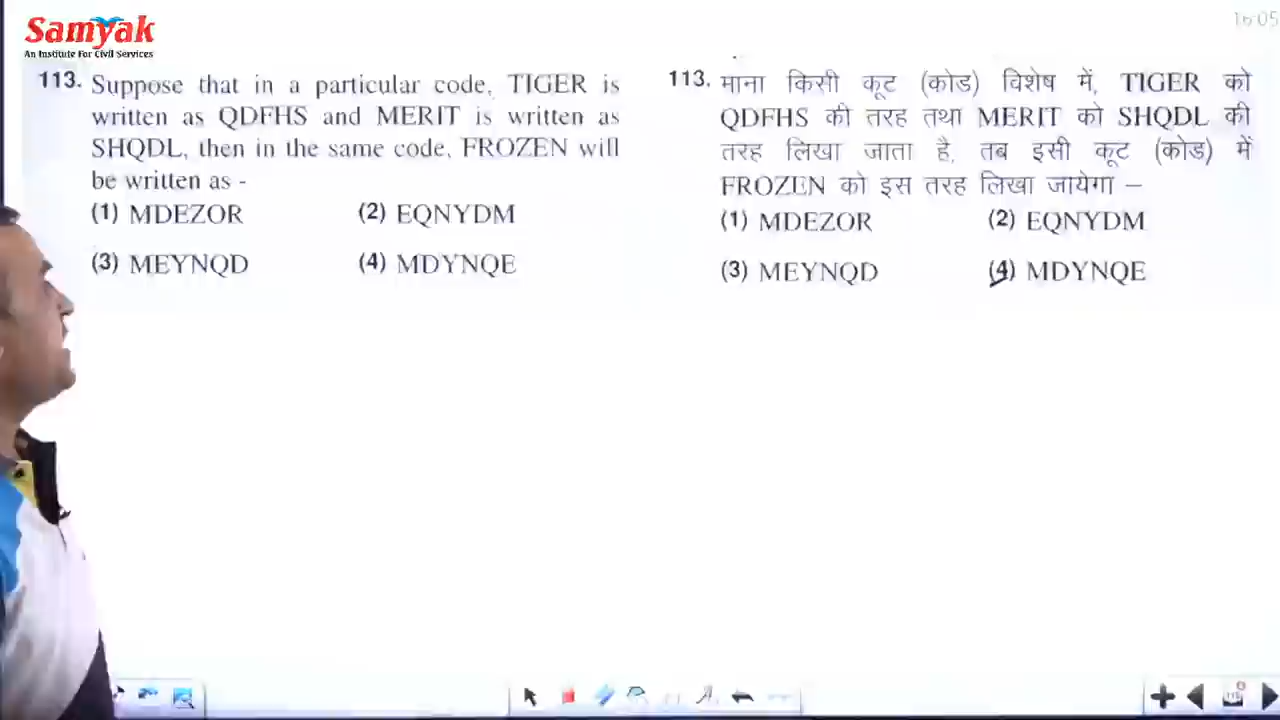 Samyak
An Institute For Civil Services
16:05
113. Suppose that in a particular code, TIGER is
written as QDFHS and MERIT is written as
SHQDL, then in the same code, FROZEN will
be written as -
(1) MDEZOR (2) EQNYDM
(3) MEYNQD (4) MDYNQE
113. माना किसी कूट (कोड) विशेष में, TIGER को
QDFHS की तरह तथा MERIT को SHQDL की
तरह लिखा जाता है, तब इसी कूट (कोड) में
FROZEN को इस तरह लिखा जायेगा –
(1) MDEZOR (2) EQNYDM
(3) MEYNQD (4) MDYNQE